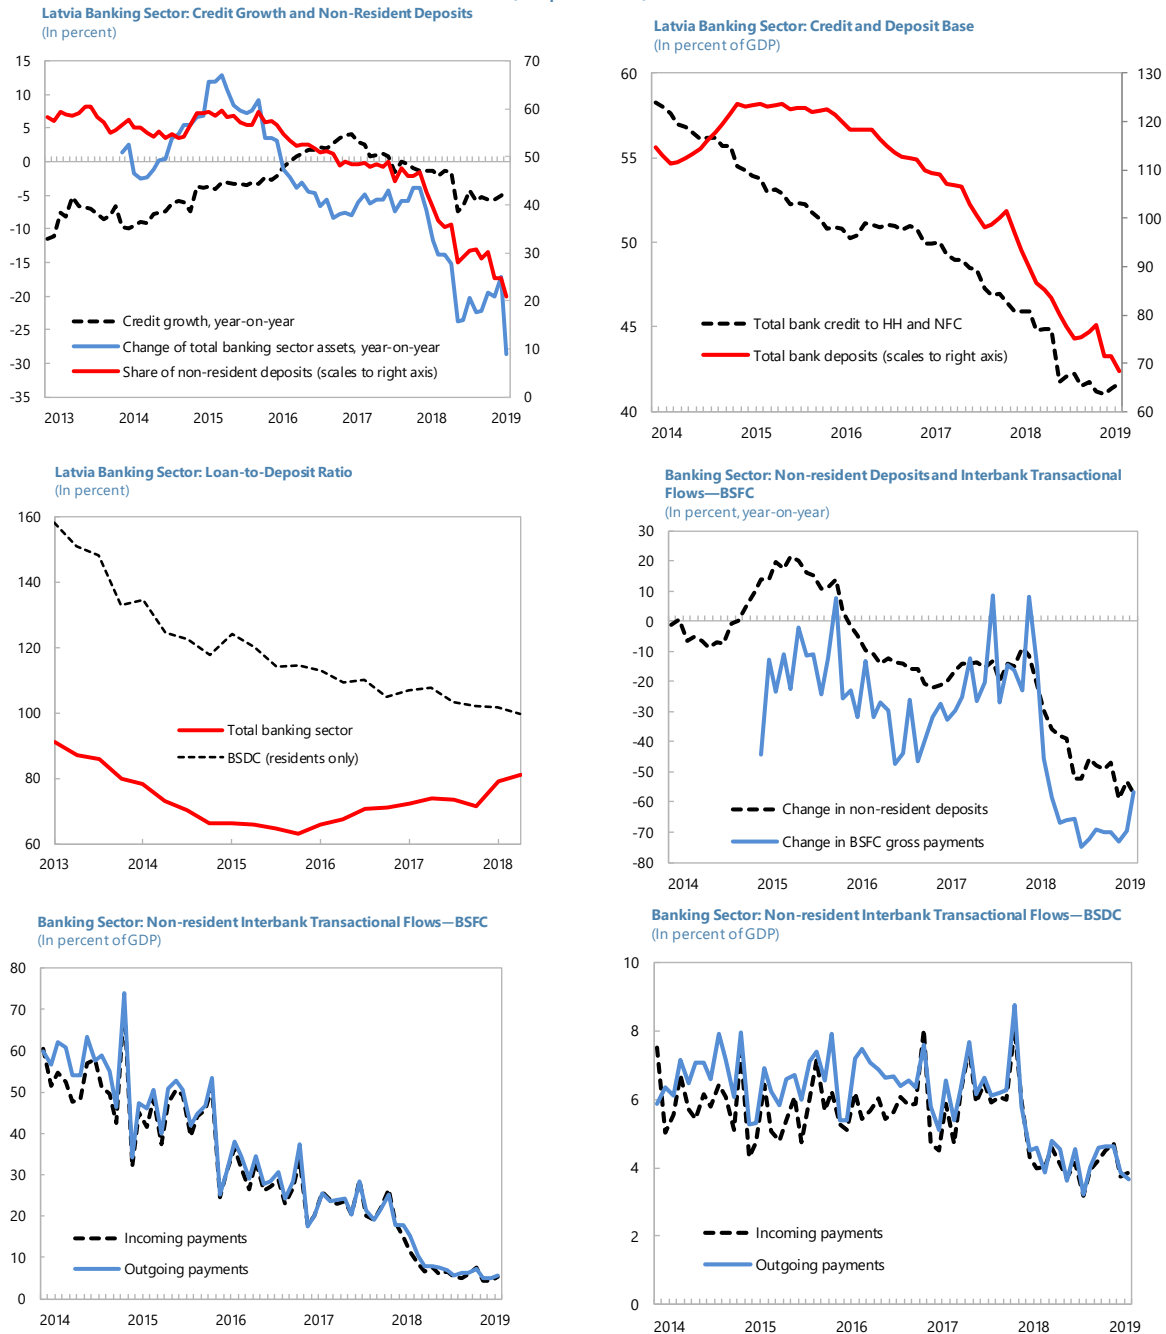 Latvia Banking Sector: Credit Growth and Non-Resident Deposits
(In percent)
15
10
5
0
-5
-10
-15
-20
-25
-30
-35
70
60
50
40
30
20
10
0
Credit growth, year-on-year
Change of total banking sector assets, year-on-year
Share of non-resident deposits (scales to right axis)
2013 2014 2015 2016 2017 2018 2019
Latvia Banking Sector: Credit and Deposit Base
(In percent of GDP)
60
55
50
45
40
130
120
110
100
90
80
70
60
Total bank credit to HH and NFC
Total bank deposits (scales to right axis)
2014 2015 2016 2017 2018 2019
Latvia Banking Sector: Loan-to-Deposit Ratio
(In percent)
160
140
120
100
80
60
Total banking sector
BSDC (residents only)
2013 2014 2015 2016 2017 2018
Banking Sector: Non-resident Deposits and Interbank Transactional
Flows—BSFC
(In percent, year-on-year)
30
20
10
0
-10
-20
-30
-40
-50
-60
-70
-80
Change in non-resident deposits
Change in BSFC gross payments
2014 2015 2016 2017 2018 2019
Banking Sector: Non-resident Interbank Transactional Flows—BSFC
(In percent of GDP)
80
70
60
50
40
30
20
10
0
Incoming payments
Outgoing payments
2014 2015 2016 2017 2018 2019
Banking Sector: Non-resident Interbank Transactional Flows—BSDC
(In percent of GDP)
10
8
6
4
2
0
Incoming payments
Outgoing payments
2014 2015 2016 2017 2018 2019